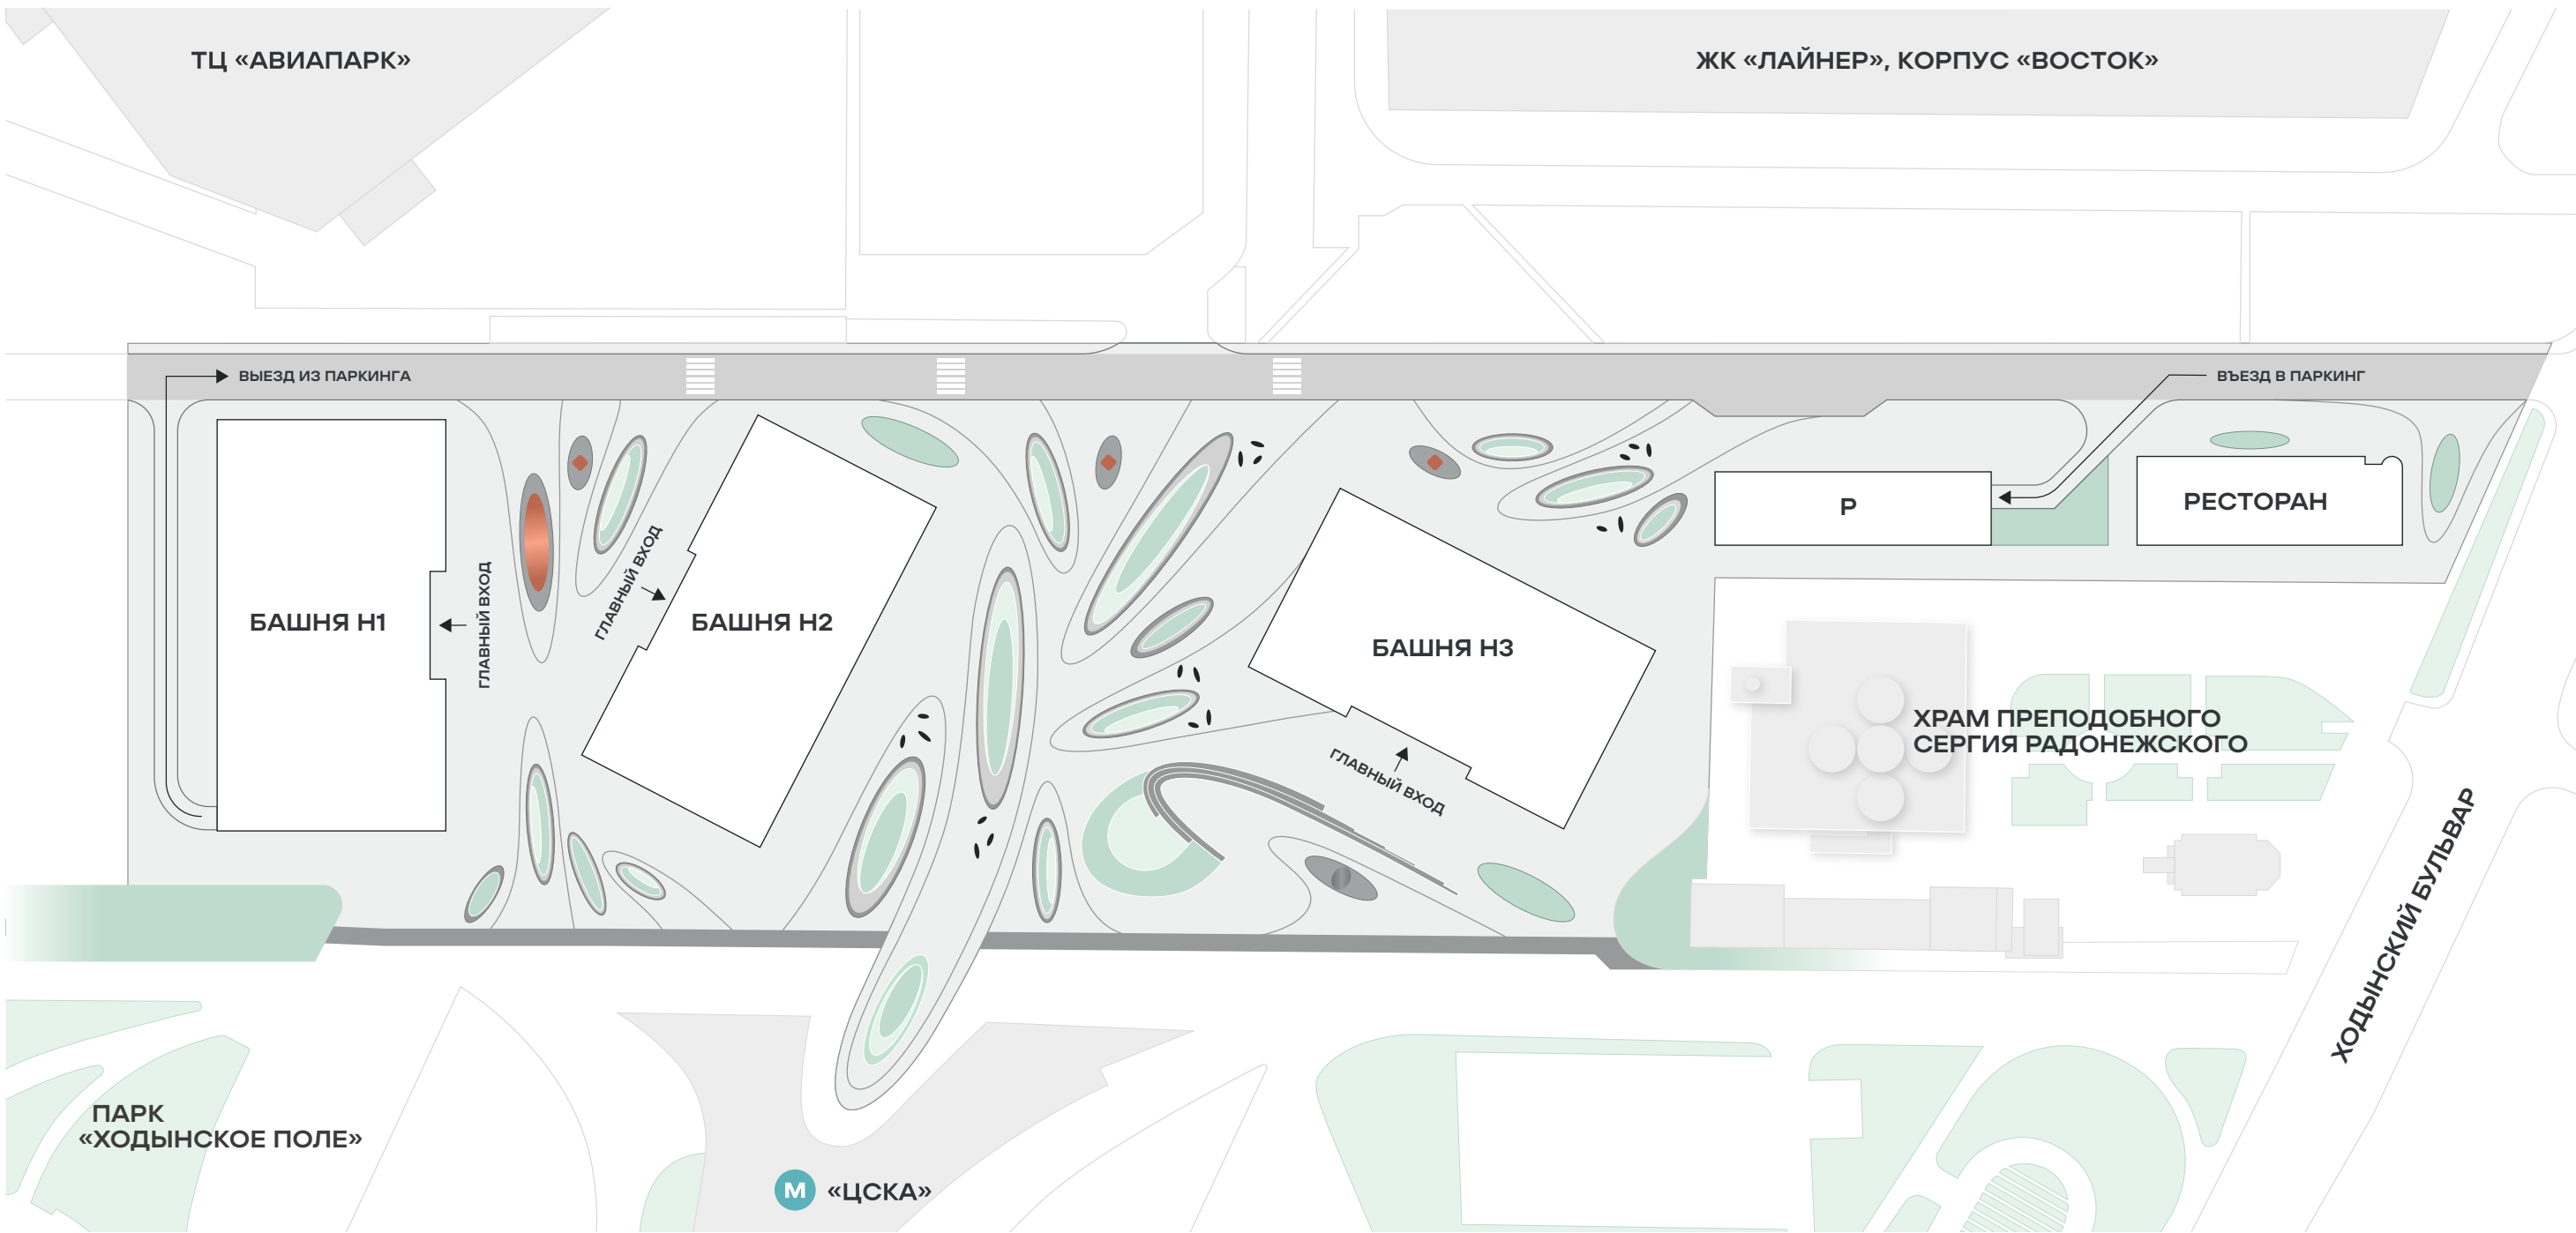 ТЦ «АВИАПАРК»
ЖК «ЛАЙНЕР», КОРПУС «ВОСТОК»
ВЫЕЗД ИЗ ПАРКИНГА
ВЪЕЗД В ПАРКИНГ
БАШНЯ Н1
ГЛАВНЫЙ ВХОД
ГЛАВНЫЙ ВХОД
БАШНЯ Н2
БАШНЯ Н3
ГЛАВНЫЙ ВХОД
Р
РЕСТОРАН
ХРАМ ПРЕПОДОБНОГО
СЕРГИЯ РАДОНЕЖСКОГО
ХОДЫНСКИЙ БУЛЬВАР
ПАРК
«ХОДЫНСКОЕ ПОЛЕ»
М «ЦСКА»